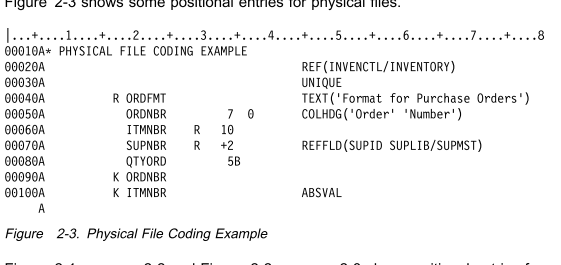 Figure 2-3 shows some positional entries for physical files.
|...+....1....+....2....+....3....+....4....+....5....+....6....+....7....+....8
00010A* PHYSICAL FILE CODING EXAMPLE
00020A                                      REF(INVENCTL/INVENTORY)
00030A                                      UNIQUE
00040A          R ORDFMT                    TEXT('Format for Purchase Orders')
00050A            ORDNBR         7  0       COLHDG('Order' 'Number')
00060A            ITMNBR    R   10
00070A            SUPNBR    R   +2          REFFLD(SUPID SUPLIB/SUPMST)
00080A            QTYORD         5B
00090A          K ORDNBR
00100A          K ITMNBR                    ABSVAL
     A
Figure 2-3. Physical File Coding Example